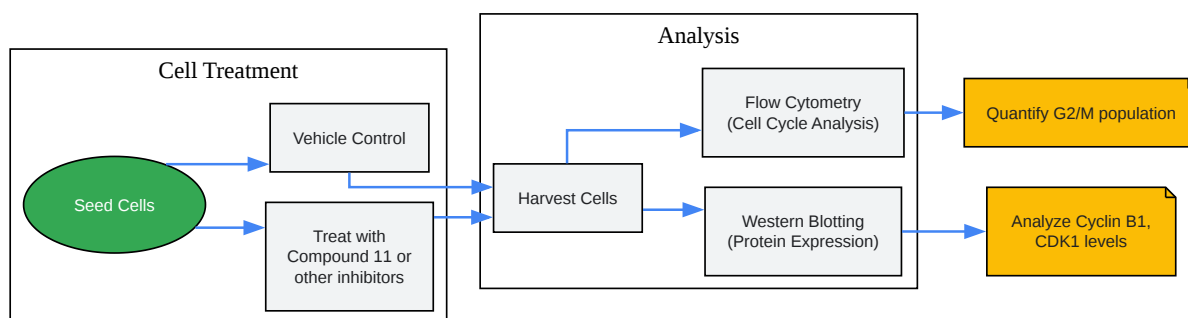 Cell Treatment
Seed Cells
Vehicle Control
Treat with
Compound 11 or
other inhibitors
Analysis
Harvest Cells
Flow Cytometry
(Cell Cycle Analysis)
Western Blotting
(Protein Expression)
Quantify G2/M population
Analyze Cyclin B1,
CDK1 levels